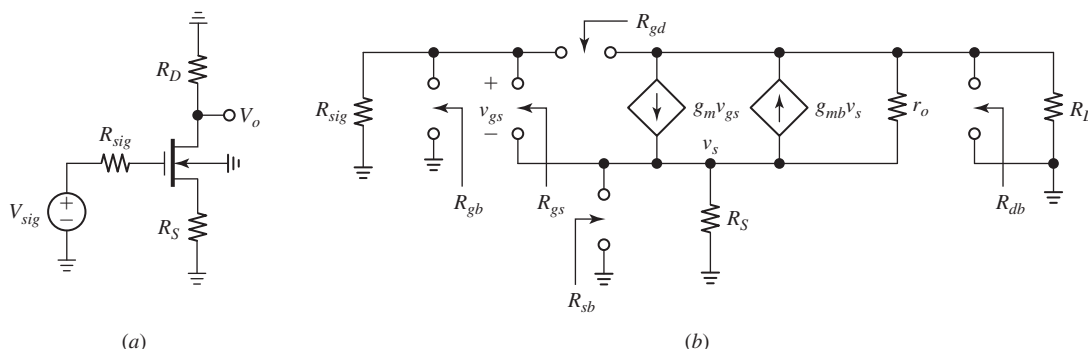 R_D
V_o
R_sig
V_sig
+
−
R_S
(a)
R_gd
R_sig
+
v_gs
−
g_m v_gs
g_mb v_s
r_o
R_D
v_s
R_gb
R_gs
R_S
R_db
R_sb
(b)